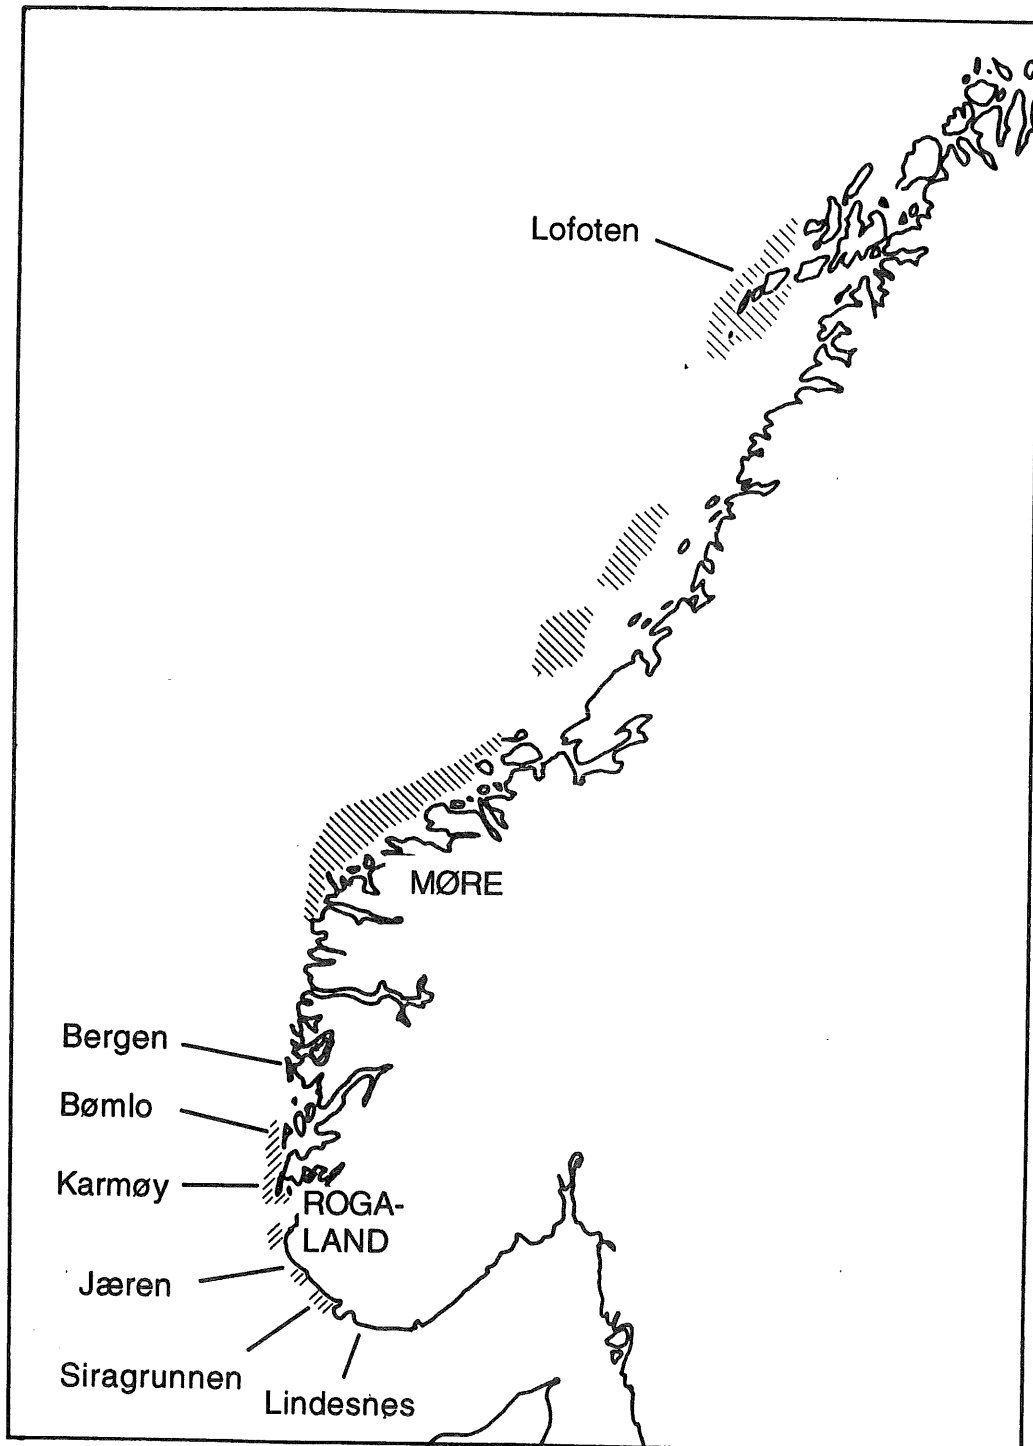 Lofoten
MØRE
Bergen
Bømlo
Karmøy
ROGA-
LAND
Jæren
Siragrunnen
Lindesnes